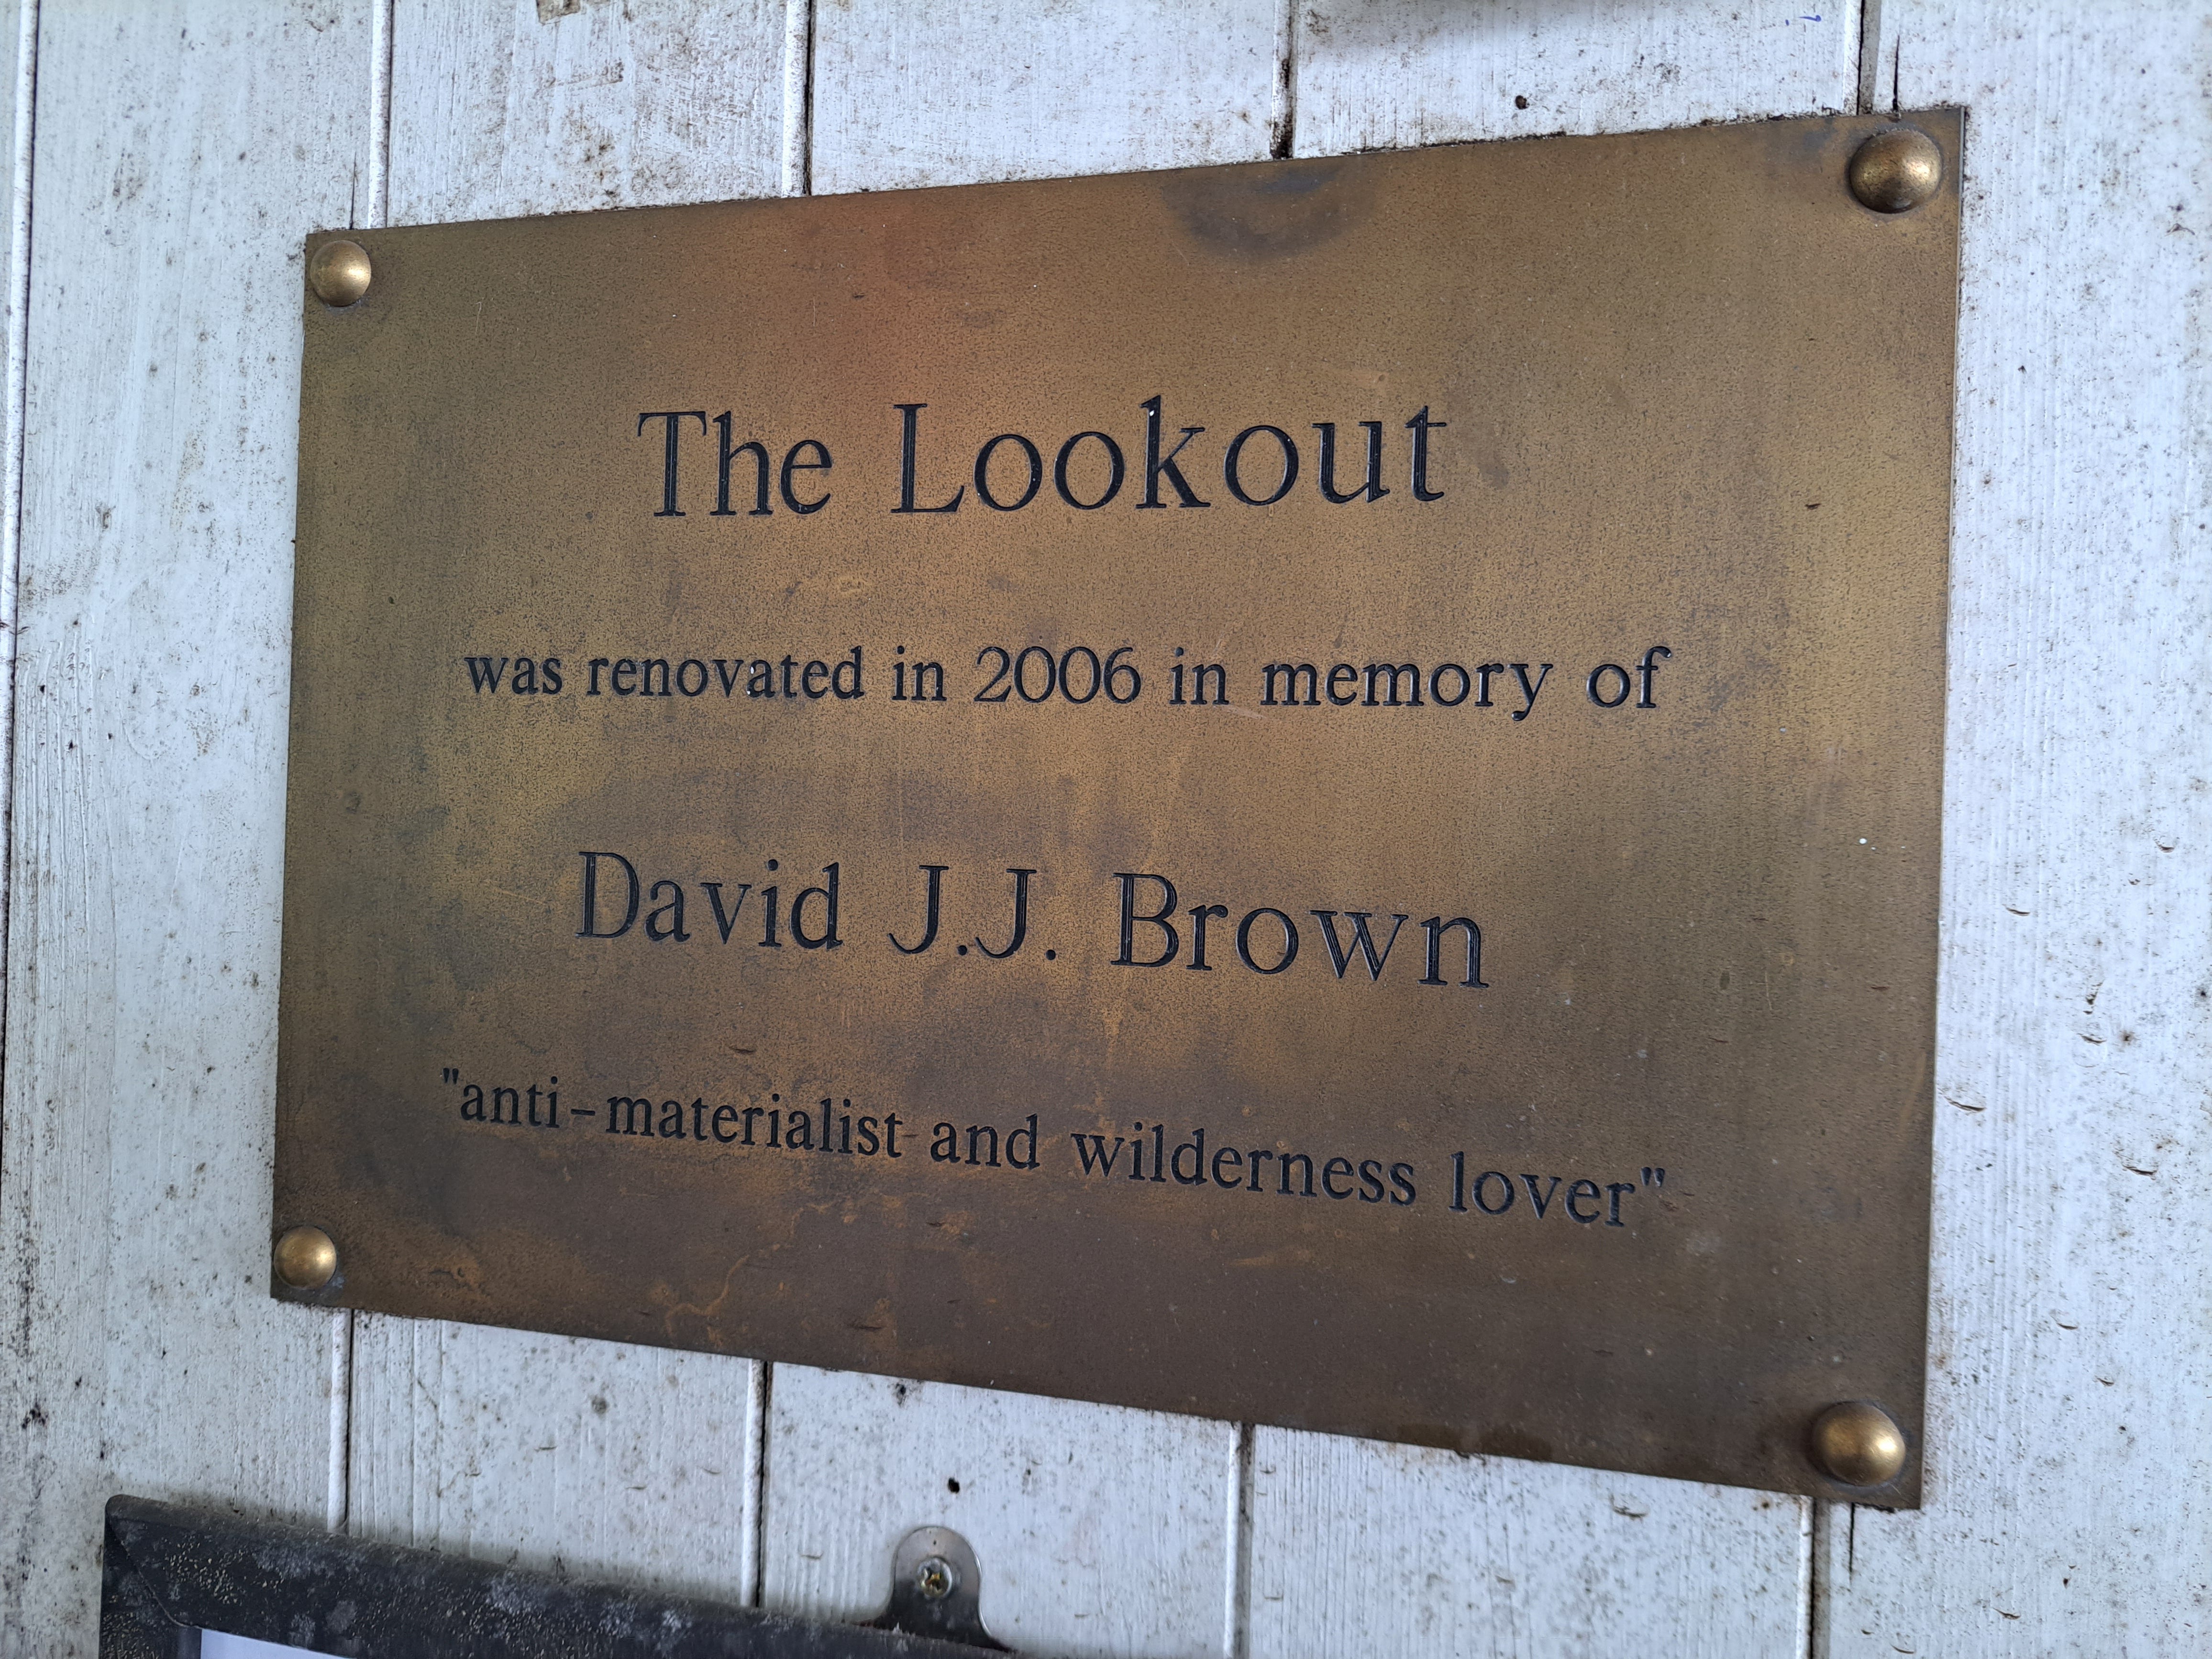 The Lookout
was renovated in 2006 in memory of
David J.J. Brown
"anti-materialist and wilderness lover"